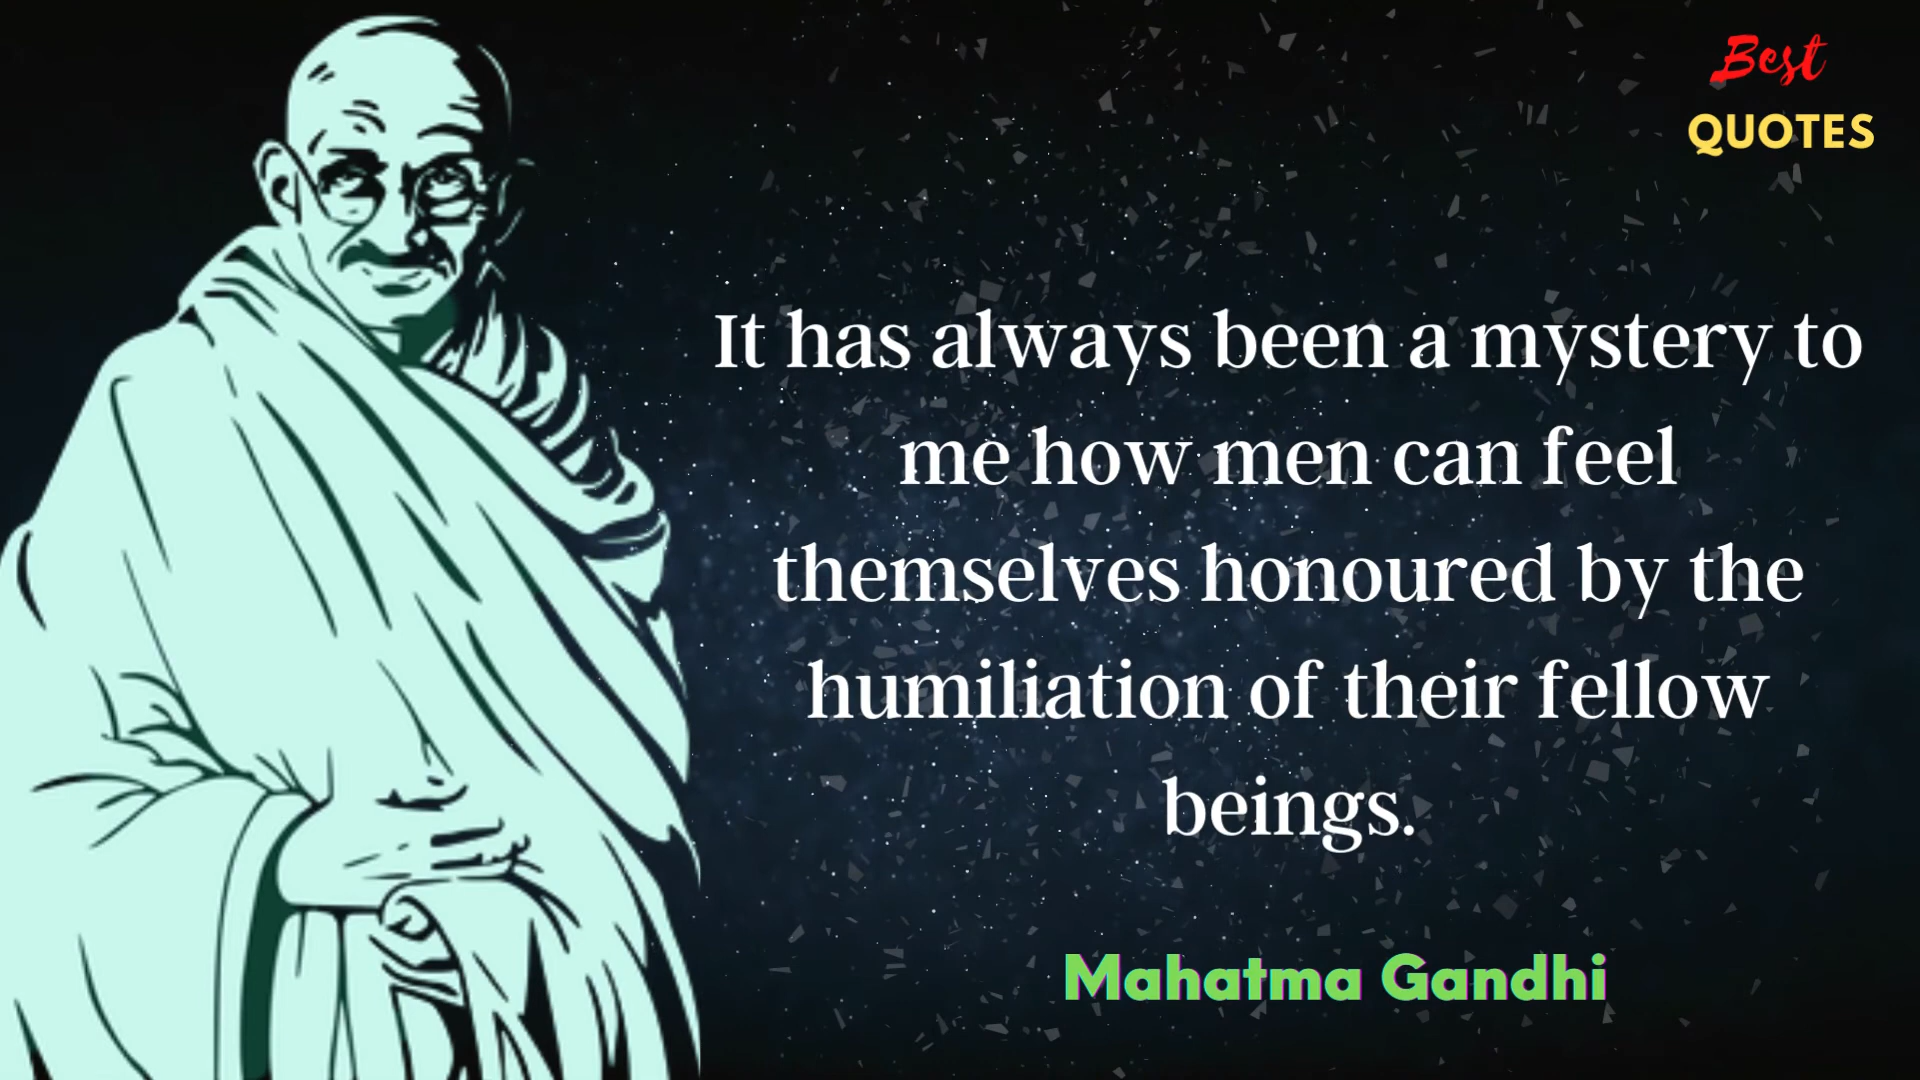 Best
QUOTES
It has always been a mystery to
me how men can feel
themselves honoured by the
humiliation of their fellow
beings.
Mahatma Gandhi